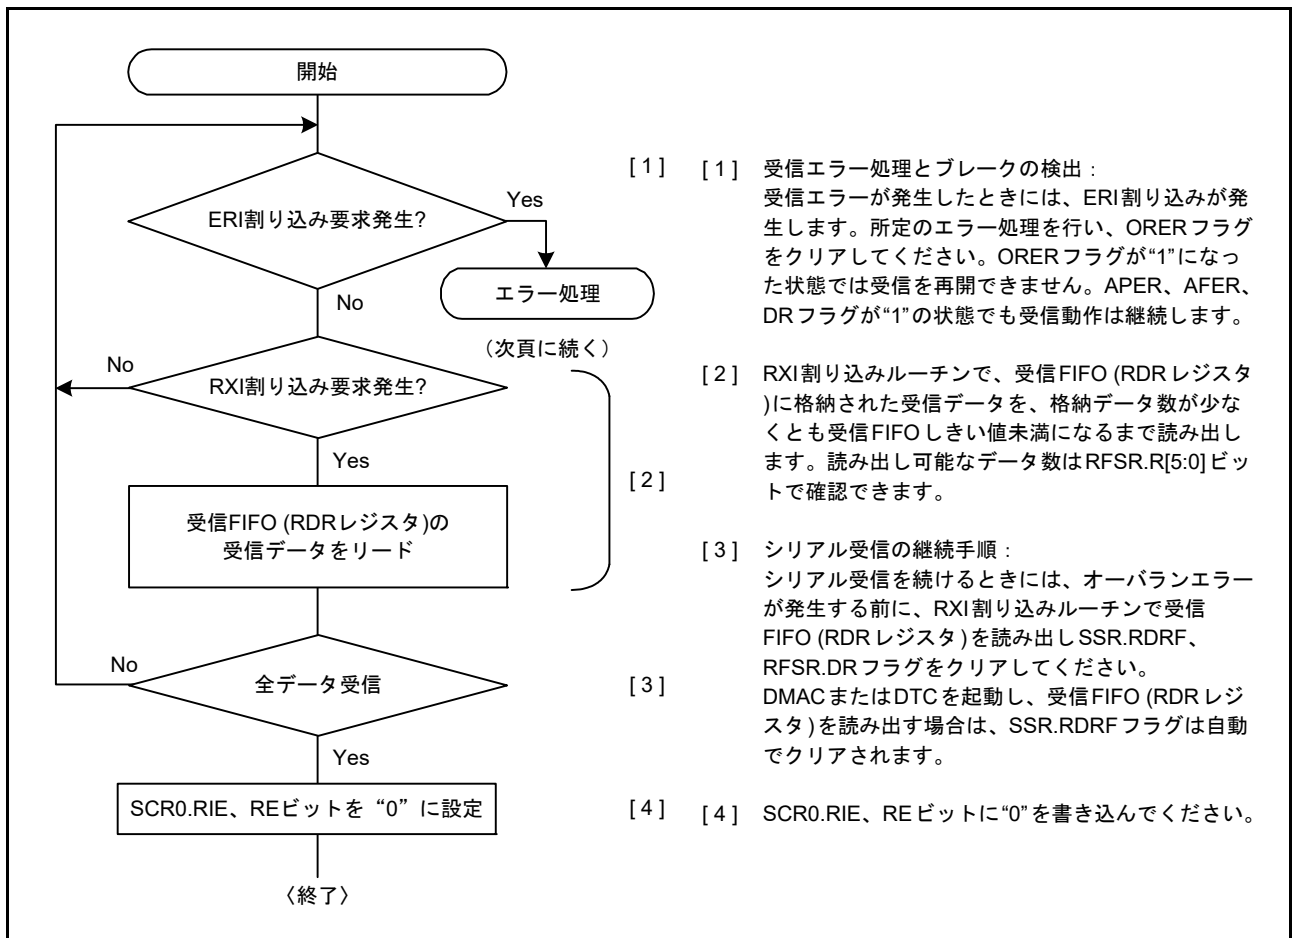 開始
ERI割り込み要求発生?
Yes
エラー処理
No
(次頁に続く)
No
RXI割り込み要求発生?
Yes
受信FIFO (RDRレジスタ)の
受信データをリード
No
全データ受信
Yes
SCR0.RIE、REビットを“0”に設定
〈終了〉
[1]
[2]
[3]
[4]
[1] 受信エラー処理とブレークの検出:
受信エラーが発生したときには、ERI割り込みが発
生します。所定のエラー処理を行い、ORERフラグ
をクリアしてください。ORERフラグが“1”になっ
た状態では受信を再開できません。APER、AFER、
DRフラグが“1”の状態でも受信動作は継続します。
[2] RXI割り込みルーチンで、受信FIFO (RDRレジスタ
)に格納された受信データを、格納データ数が少な
くとも受信FIFOしきい値未満になるまで読み出し
ます。読み出し可能なデータ数はRFSR.R[5:0]ビッ
トで確認できます。
[3] シリアル受信の継続手順:
シリアル受信を続けるときには、オーバランエラー
が発生する前に、RXI割り込みルーチンで受信
FIFO (RDRレジスタ)を読み出しSSR.RDRF、
RFSR.DRフラグをクリアしてください。
DMACまたはDTCを起動し、受信FIFO (RDRレジ
スタ)を読み出す場合は、SSR.RDRFフラグは自動
でクリアされます。
[4] SCR0.RIE、REビットに“0”を書き込んでください。